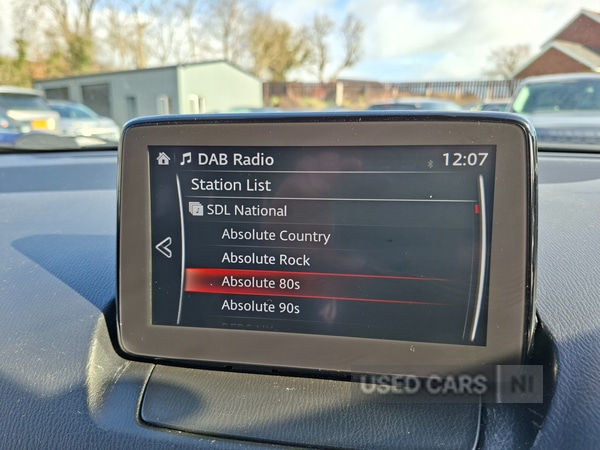 DAB Radio
12:07
Station List
SDL National
Absolute Country
Absolute Rock
Absolute 80s
Absolute 90s
USED CARS NI